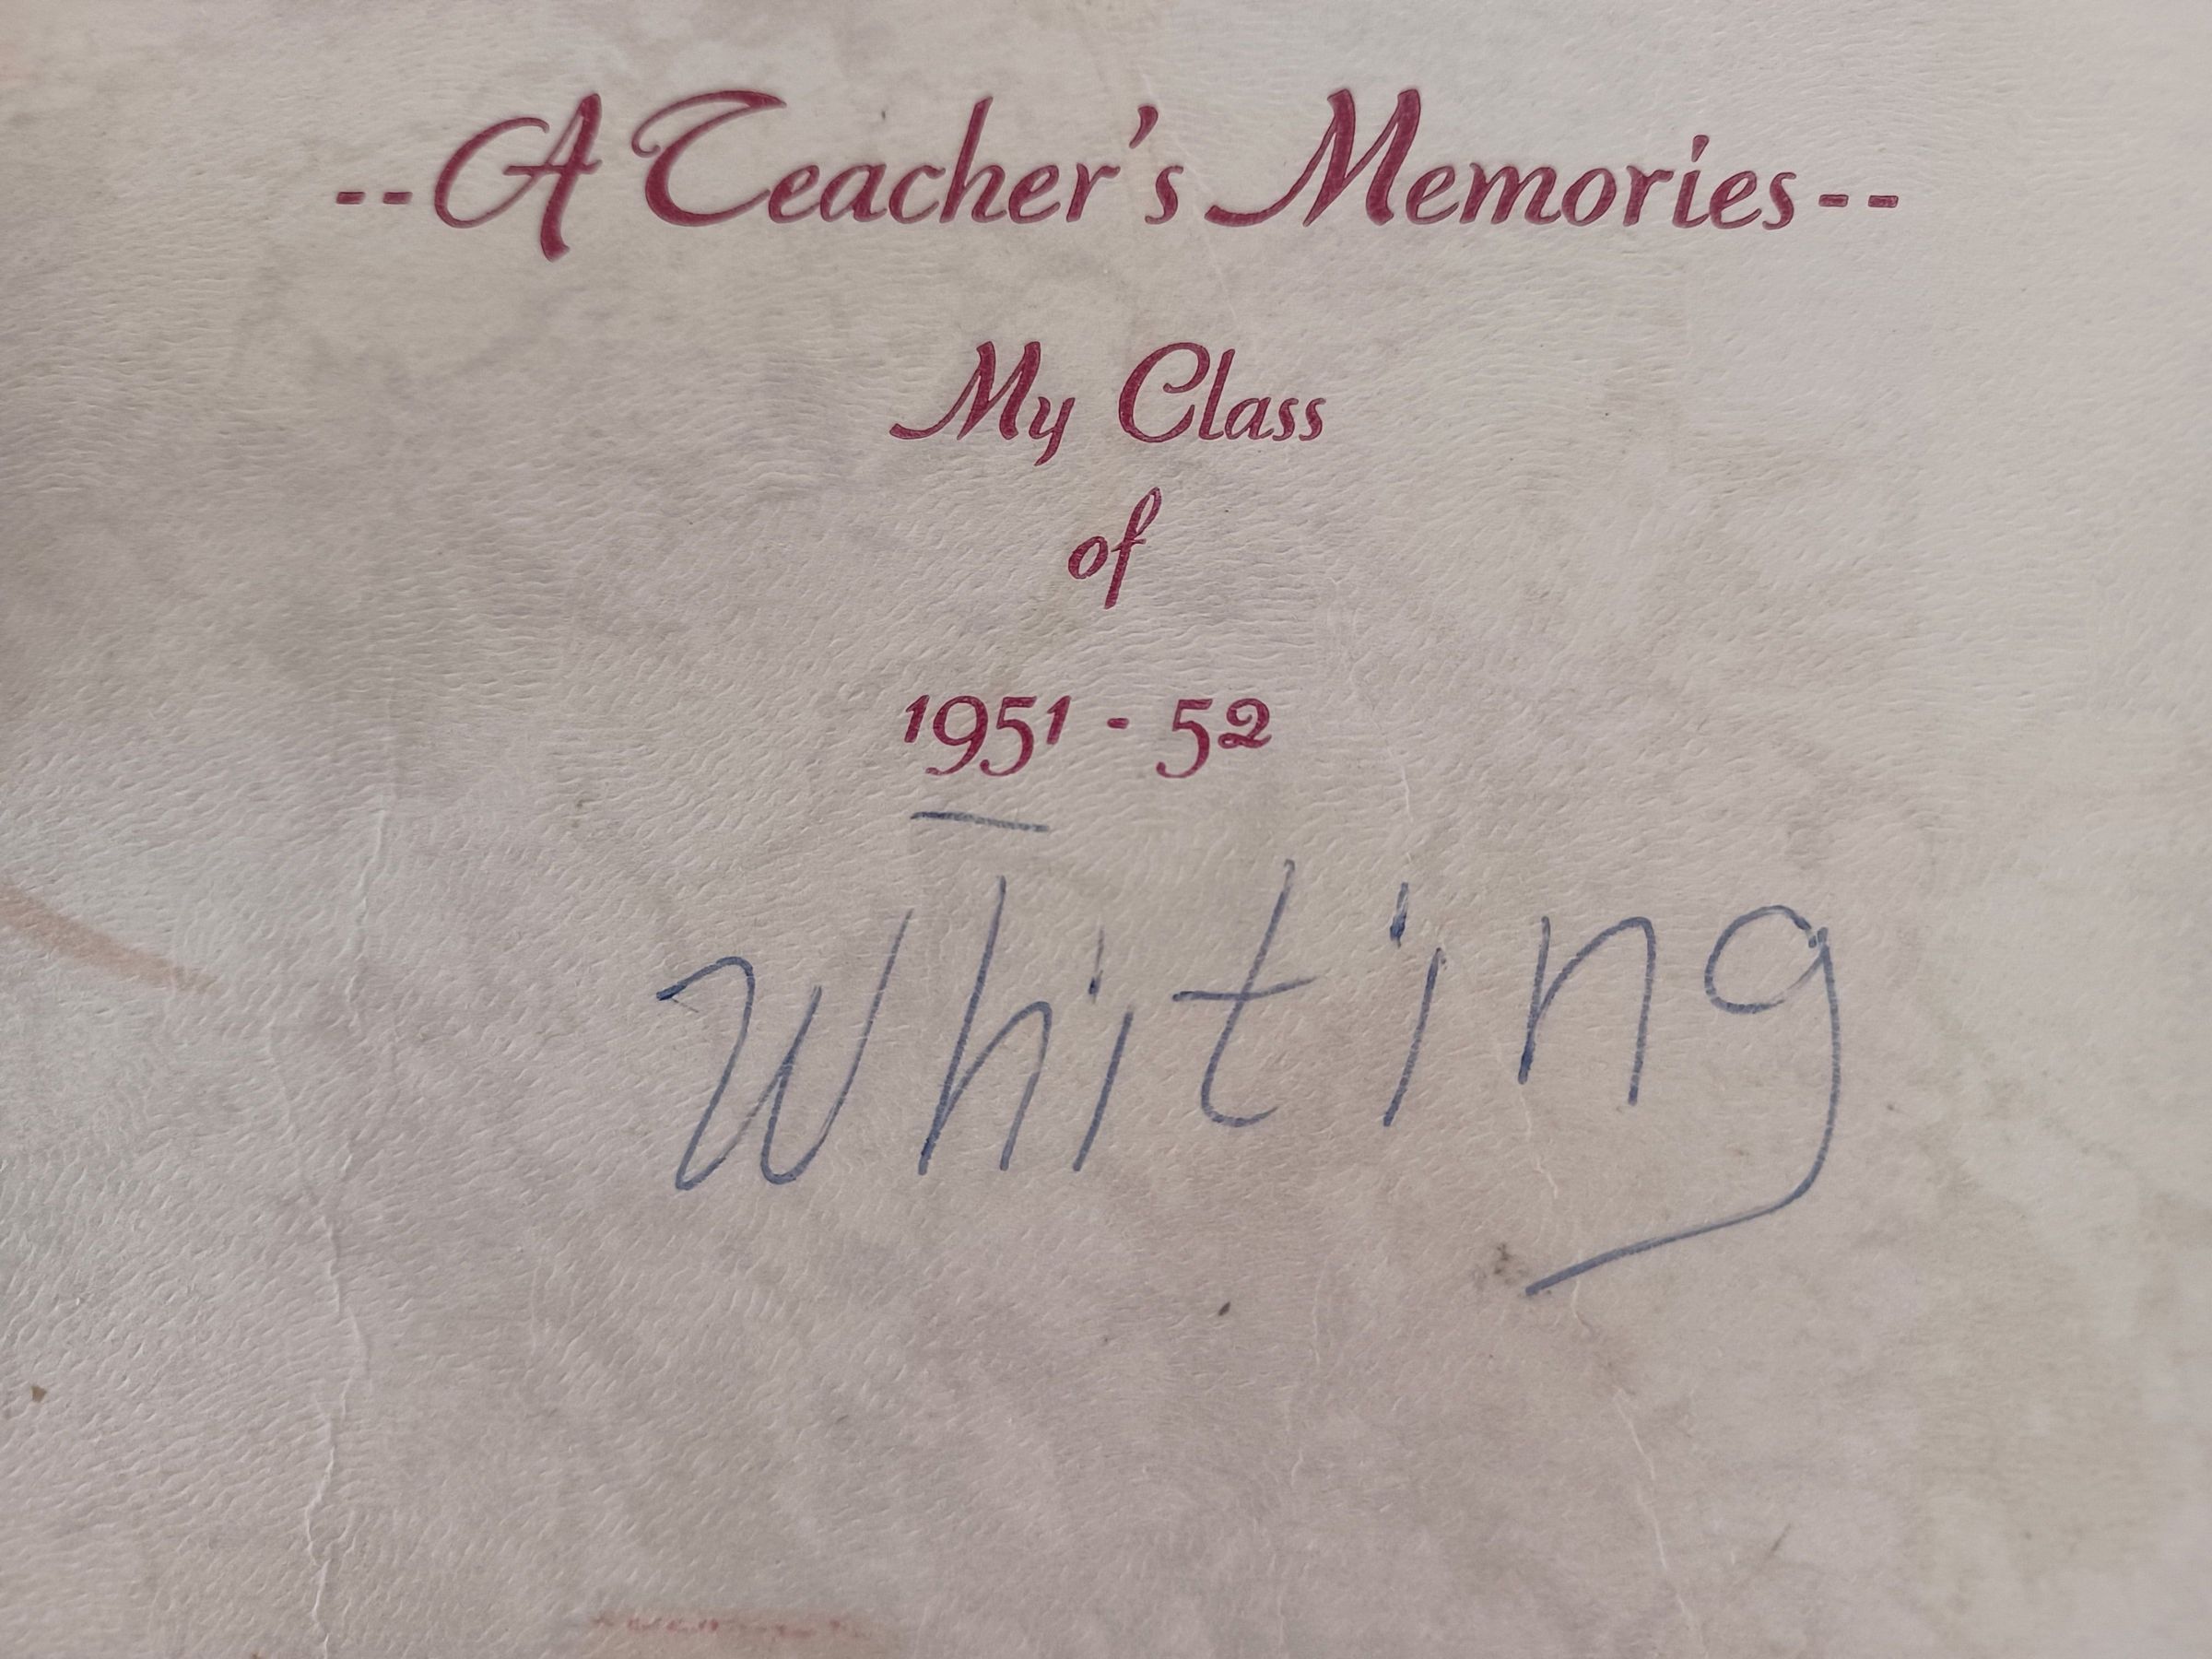 --A Teacher's Memories--
My Class
of
1951 - 52
Whiting